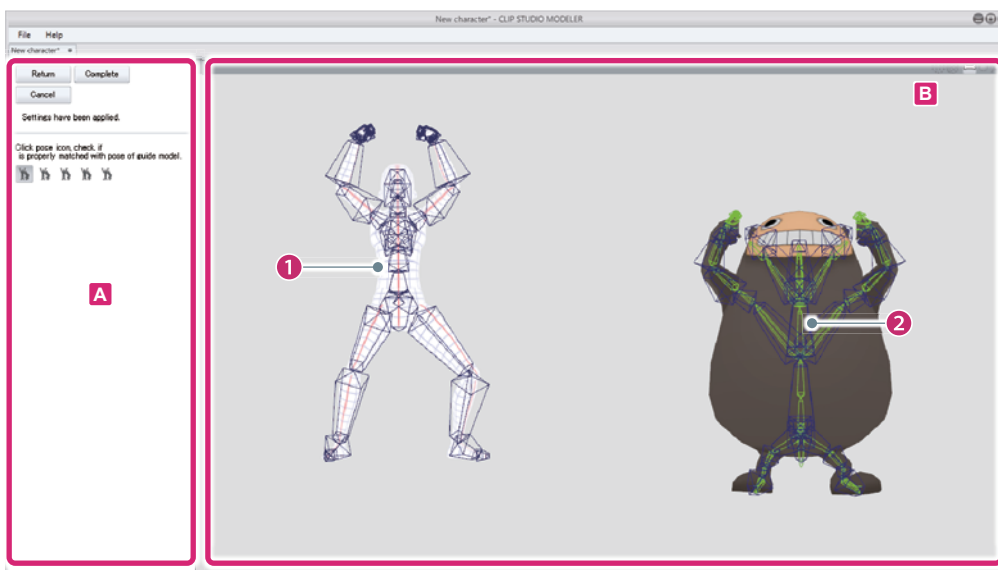 New character* - CLIP STUDIO MODELER
File Help
New character*
Return Complete
Cancel
Settings have been applied.
Click pose icon, check if
is properly matched with pose of guide model.
A
B
1
2